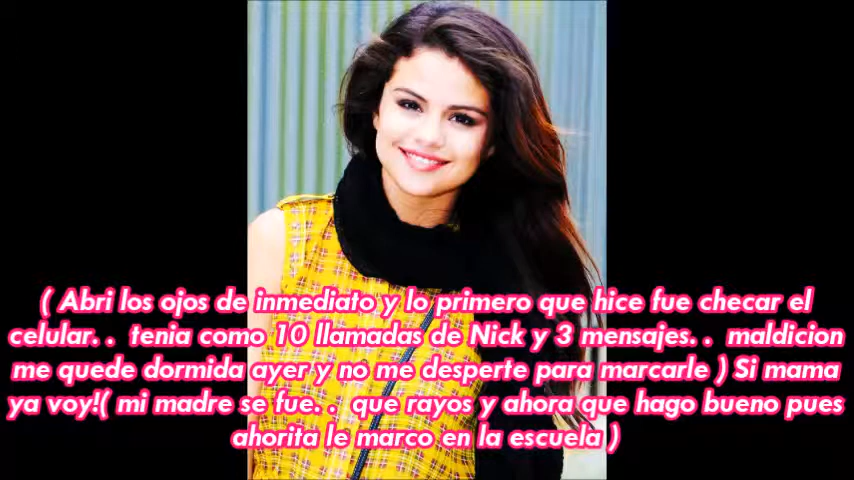 ( Abri los ojos de inmediato y lo primero que hice fue checar el
celular. . tenia como 10 llamadas de Nick y 3 mensajes. . maldicion
me quede dormida ayer y no me desperte para marcarle ) Si mama
ya voy!( mi madre se fue. . que rayos y ahora que hago bueno pues
ahorita le marco en la escuela )